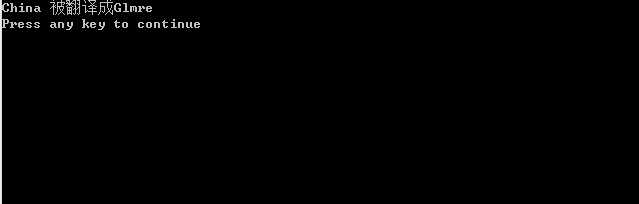 China 被翻译成Glmre
Press any key to continue